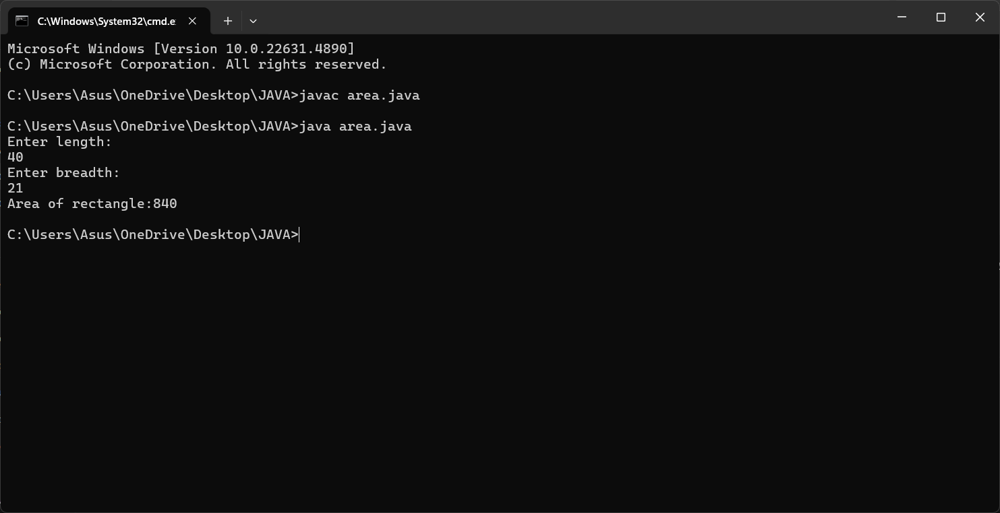 C:\Windows\System32\cmd.e
Microsoft Windows [Version 10.0.22631.4890]
(c) Microsoft Corporation. All rights reserved.
C:\Users\Asus\OneDrive\Desktop\JAVA>javac area.java
C:\Users\Asus\OneDrive\Desktop\JAVA>java area.java
Enter length:
40
Enter breadth:
21
Area of rectangle:840
C:\Users\Asus\OneDrive\Desktop\JAVA>